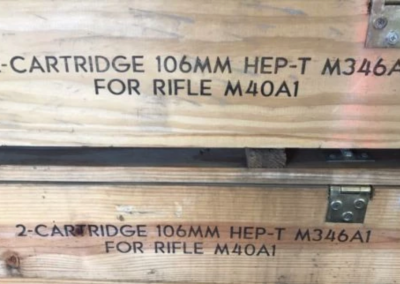 -CARTRIDGE 106MM HEP-T M346A
FOR RIFLE M40A1
2-CARTRIDGE 106MM HEP-T M346A1
FOR RIFLE M40A1